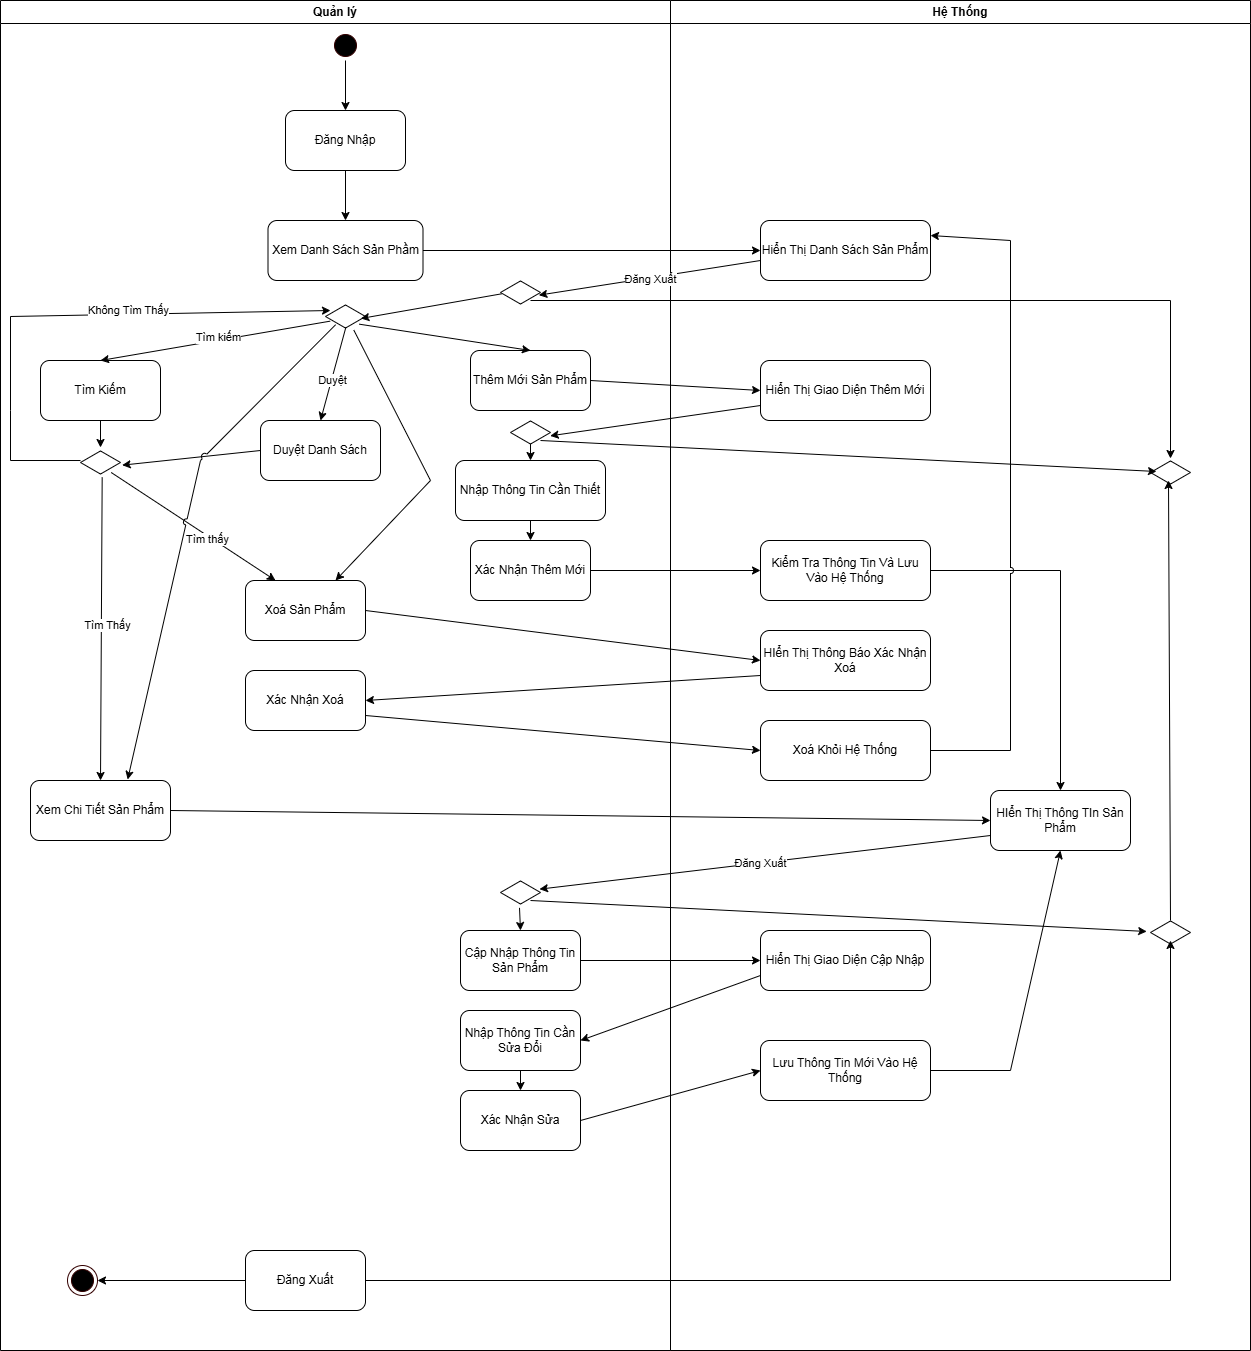 Quản lý
Hệ Thống
Đăng Nhập
Xem Danh Sách Sản Phầm
Hiển Thị Danh Sách Sản Phẩm
Đăng Xuất
Không Tìm Thấy
Tìm kiếm
Duyệt
Tìm Kiếm
Thêm Mới Sản Phẩm
Hiển Thị Giao Diện Thêm Mới
Duyệt Danh Sách
Nhập Thông Tin Cần Thiết
Tìm thấy
Xác Nhận Thêm Mới
Kiểm Tra Thông Tin Và Lưu
Vào Hệ Thống
Xoá Sản Phẩm
Tìm Thấy
HIển Thị Thông Báo Xác Nhận
Xoá
Xác Nhận Xoá
Xoá Khỏi Hệ Thống
Xem Chi Tiết Sản Phẩm
HIển Thị Thông TIn Sản
Phẩm
Đăng Xuất
Cập Nhập Thông Tin
Sản Phẩm
Hiển Thị Giao Diện Cập Nhập
Nhập Thông Tin Cần
Sửa Đổi
Lưu Thông Tin Mới Vào Hệ
Thống
Xác Nhận Sửa
Đăng Xuất